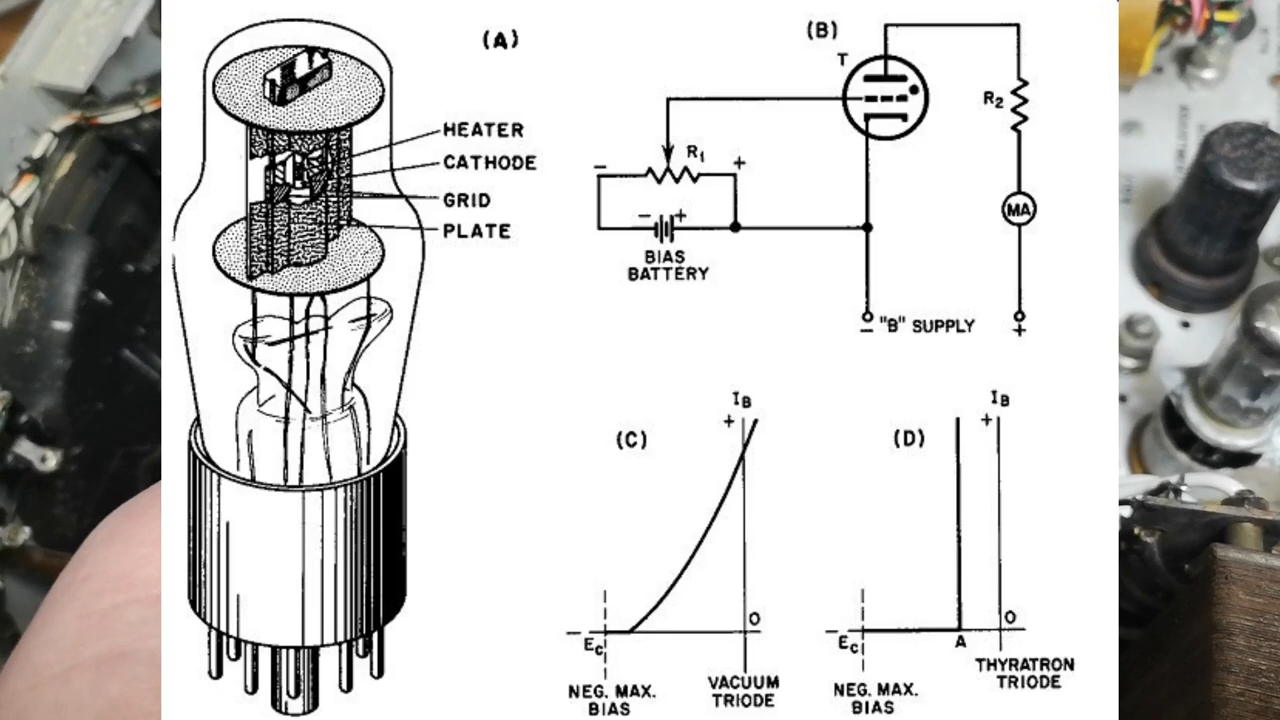 (A)
HEATER
CATHODE
GRID
PLATE
(B)
T
R2
R1
− +
− +
BIAS
BATTERY
MA
− "B" SUPPLY +
(C)
IB
+
O
− EC
NEG. MAX.
BIAS
VACUUM
TRIODE
(D)
IB
+
O
− EC
A
NEG. MAX.
BIAS
THYRATRON
TRIODE